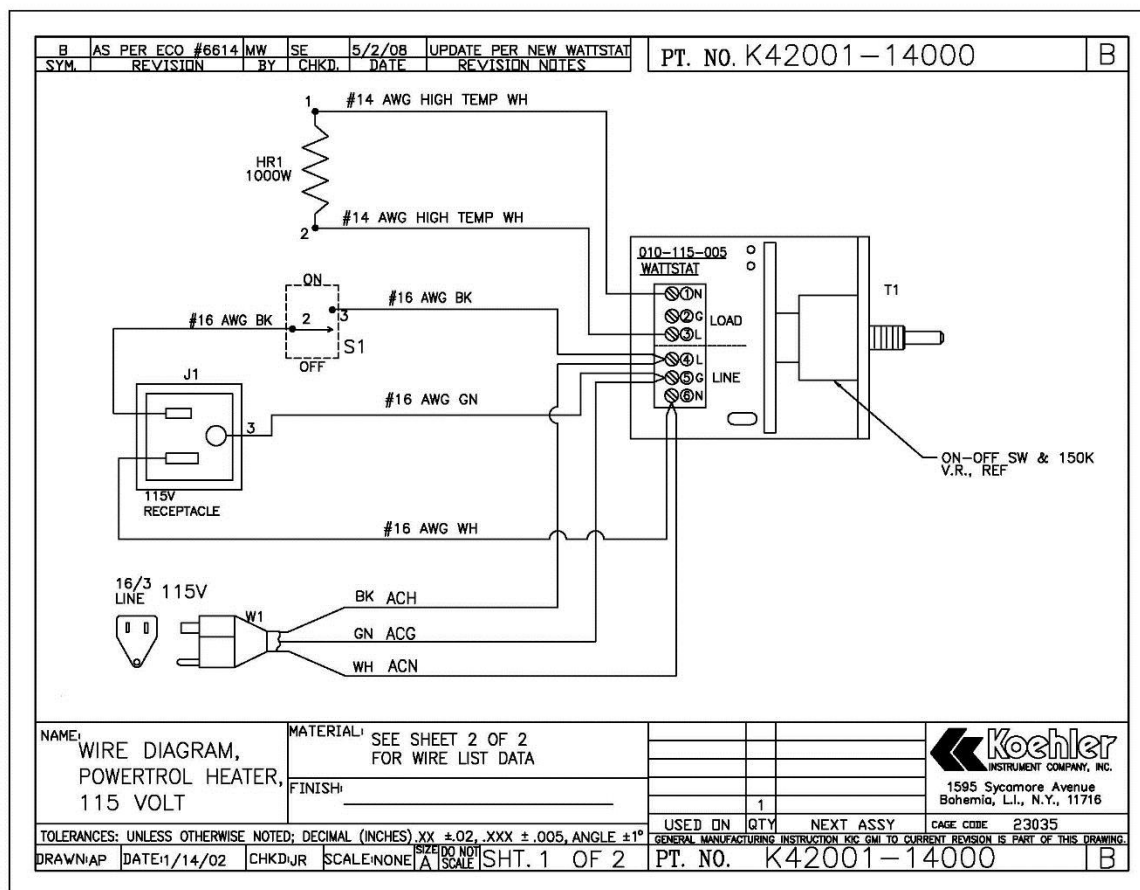 B AS PER ECO #6614 MW SE 5/2/08 UPDATE PER NEW WATTSTAT
SYM. REVISION BY CHKD. DATE REVISION NOTES
PT. NO. K42001-14000 B
1 #14 AWG HIGH TEMP WH
HR1
1000W
#14 AWG HIGH TEMP WH
2
010-115-005
WATTSTAT
T1
1 N
2 G LOAD
3 L
4 L
5 G LINE
6 N
ON
#16 AWG BK
#16 AWG BK 2 3
S1
OFF
J1
#16 AWG GN
3
115V
RECEPTACLE
ON-OFF SW & 150K
V.R., REF
#16 AWG WH
16/3
LINE 115V
W1
BK ACH
GN ACG
WH ACN
NAME:
WIRE DIAGRAM,
POWERTROL HEATER,
115 VOLT
MATERIAL:
SEE SHEET 2 OF 2
FOR WIRE LIST DATA
FINISH:
1
USED ON QTY NEXT ASSY
Koehler
INSTRUMENT COMPANY, INC.
1595 Sycamore Avenue
Bohemia, L.I., N.Y., 11716
CAGE CODE 23035
TOLERANCES: UNLESS OTHERWISE NOTED; DECIMAL (INCHES) .XX ±.02, .XXX ±.005, ANGLE ±1°
GENERAL MANUFACTURING INSTRUCTION KIC GMI TO CURRENT REVISION IS PART OF THIS DRAWING.
DRAWN:AP DATE:1/14/02 CHKD:JR SCALE:NONE SIZE A DO NOT SCALE SHT. 1 OF 2
PT. NO. K42001-14000 B